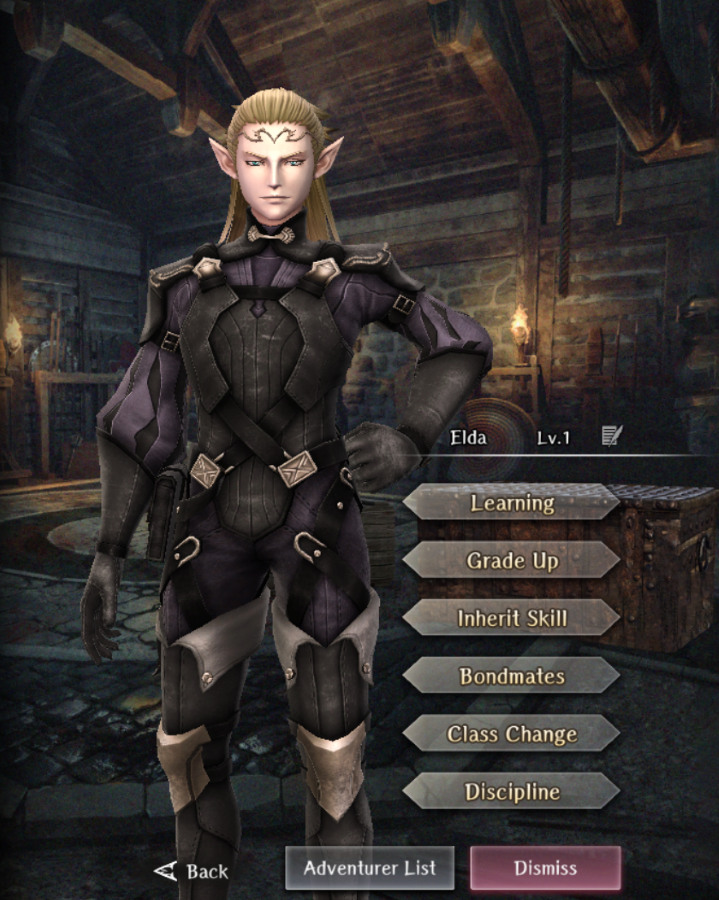 Elda Lv.1
Learning
Grade Up
Inherit Skill
Bondmates
Class Change
Discipline
Back Adventurer List Dismiss